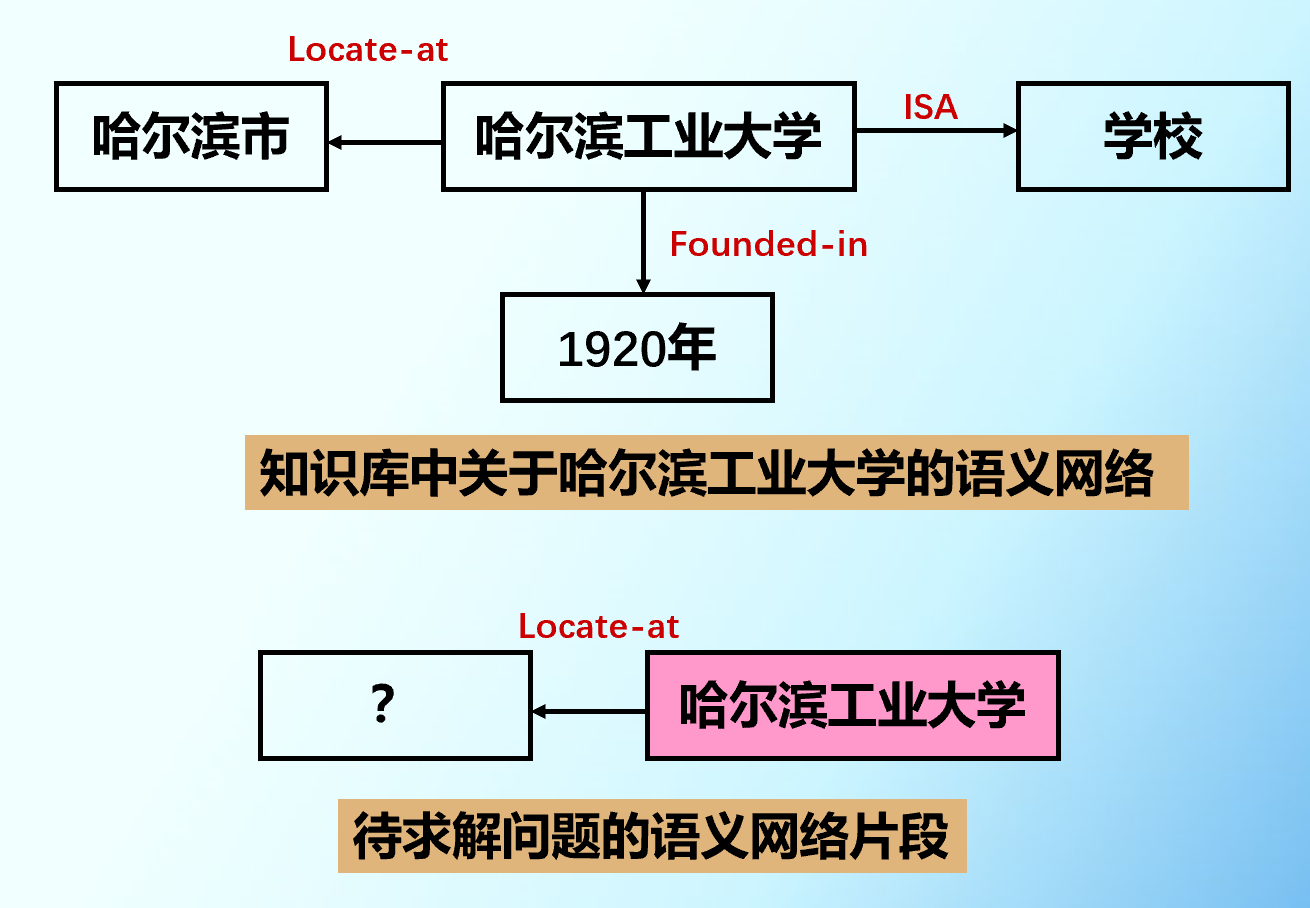 Locate-at
哈尔滨市
哈尔滨工业大学
ISA
学校
Founded-in
1920年
知识库中关于哈尔滨工业大学的语义网络
Locate-at
？
哈尔滨工业大学
待求解问题的语义网络片段